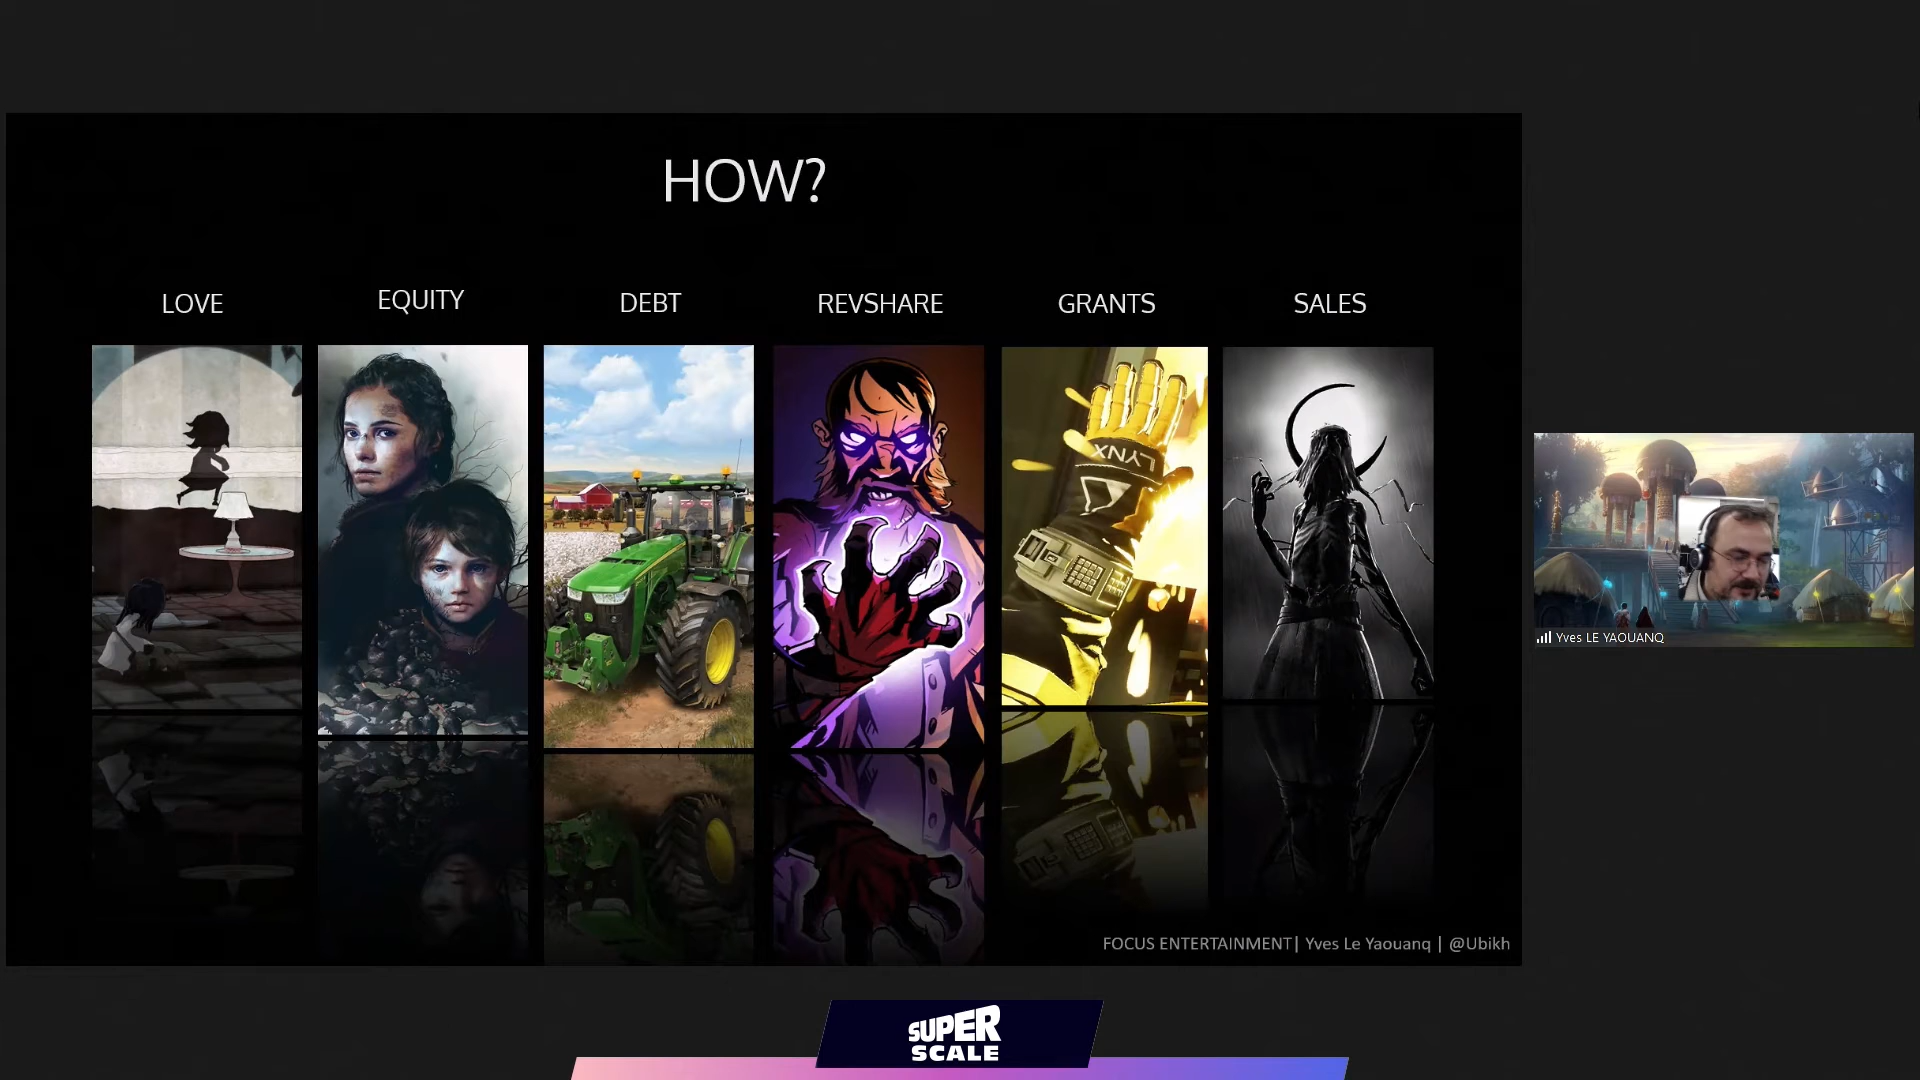 HOW?
LOVE
EQUITY
DEBT
REVSHARE
GRANTS
SALES
LYNX
Yves LE YAOUANQ
FOCUS ENTERTAINMENT| Yves Le Yaouanq | @Ubikh
SUPER
SCALE